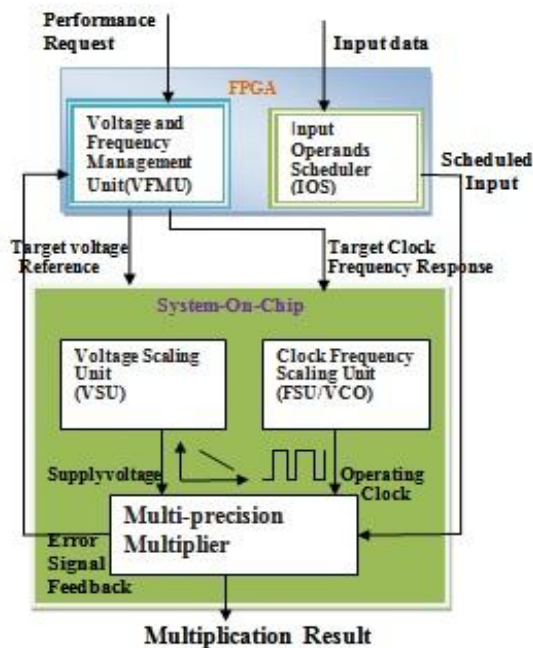 Performance
Request
Input data
FPGA
Voltage and
Frequency
Management
Unit(VFMU)
Input
Operands
Scheduler
(IOS)
Scheduled
Input
Target voltage
Reference
Target Clock
Frequency Response
System-On-Chip
Voltage Scaling
Unit
(VSU)
Clock Frequency
Scaling Unit
(FSU/VCO)
Supplyvoltage
Operating
Clock
Multi-precision
Multiplier
Error
Signal
Feedback
Multiplication Result